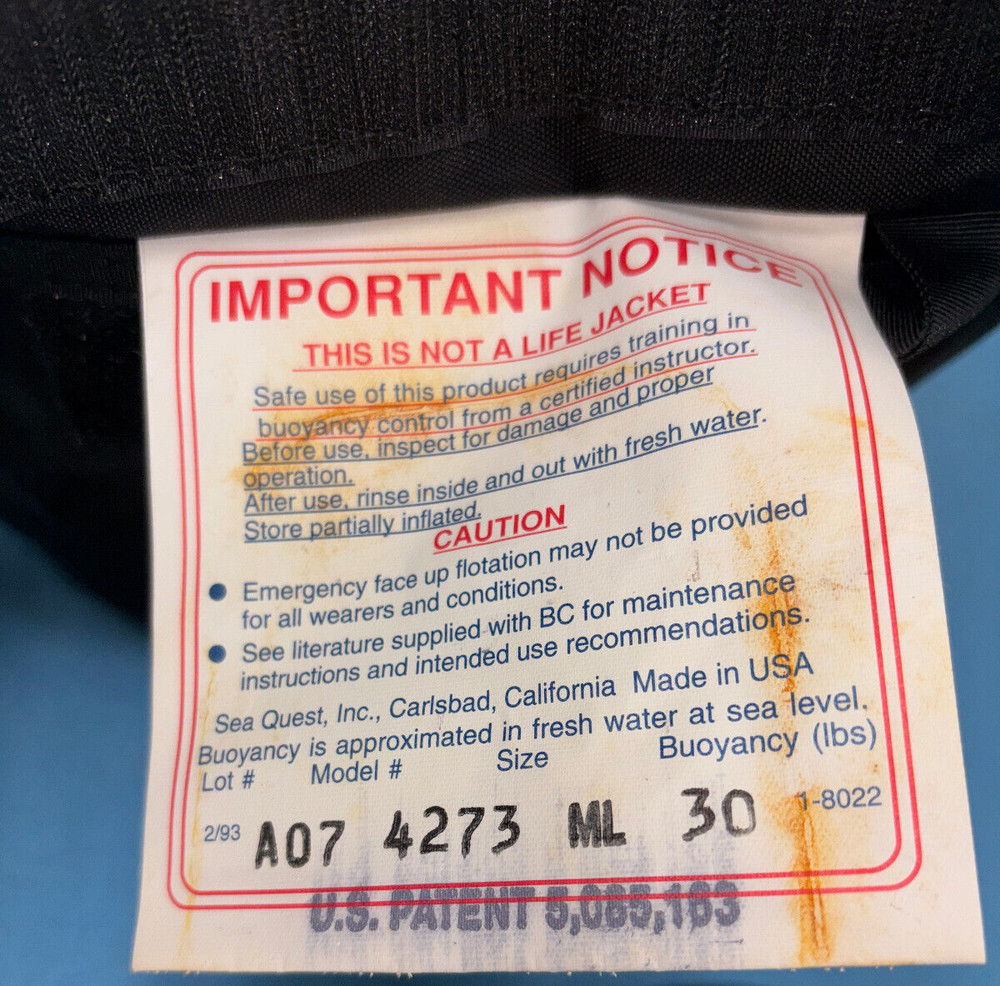 IMPORTANT NOTICE
THIS IS NOT A LIFE JACKET
Safe use of this product requires training in
buoyancy control from a certified instructor.
Before use, inspect for damage and proper
operation.
After use, rinse inside and out with fresh water.
Store partially inflated.
CAUTION
● Emergency face up flotation may not be provided
for all wearers and conditions.
● See literature supplied with BC for maintenance
instructions and intended use recommendations.
Sea Quest, Inc., Carlsbad, California Made in USA
Buoyancy is approximated in fresh water at sea level.
Lot # Model # Size Buoyancy (lbs)
2/93 A07 4273 ML 30 1-8022
U.S. PATENT